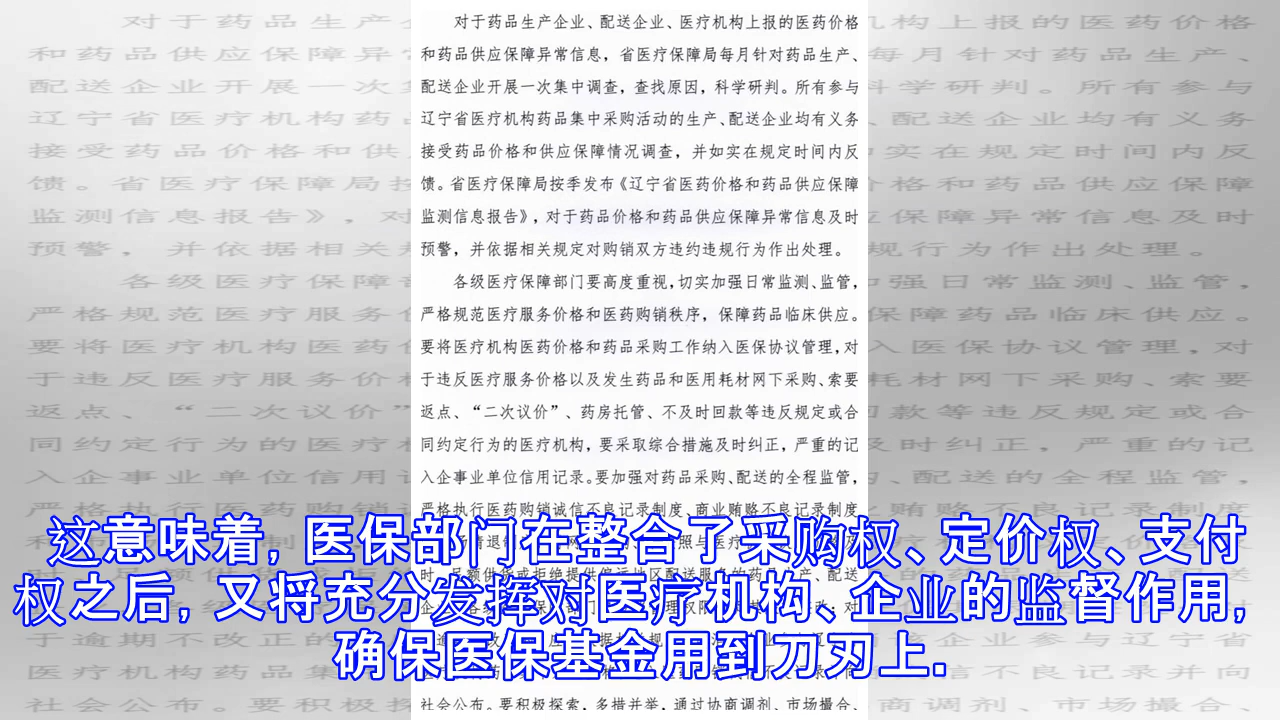 对于药品生产企业、配送企业、医疗机构上报的医药价格
和药品供应保障异常信息，省医疗保障局每月针对药品生产、
配送企业开展一次集中调查，查找原因，科学研判。所有参与
辽宁省医疗机构药品集中采购活动的生产、配送企业均有义务
接受药品价格和供应保障情况调查，并如实在规定时间内反
馈。省医疗保障局按季发布《辽宁省医药价格和药品供应保障
监测信息报告》，对于药品价格和药品供应保障异常信息及时
预警，并依据相关规定对购销双方违约违规行为作出处理。
各级医疗保障部门要高度重视，切实加强日常监测、监管，
严格规范医疗服务价格和医药购销秩序，保障药品临床供应。
要将医疗机构医药价格和药品采购工作纳入医保协议管理，对
于违反医疗服务价格以及发生药品和医用耗材网下采购、索要
返点、“二次议价”、药房托管、不及时回款等违反规定或合
同约定行为的医疗机构，要采取综合措施及时纠正，严重的记
入企事业单位信用记录。要加强对药品采购、配送的全程监管，
严格执行医药购销诚信不良记录制度、商业贿赂不良记录制度
这意味着, 医保部门在整合了采购权、定价权、支付
权之后, 又将充分发挥对医疗机构、企业的监督作用,
确保医保基金用到刀刃上.
社会公布。要积极探索，多措并举，通过协商调剂、市场撮合、